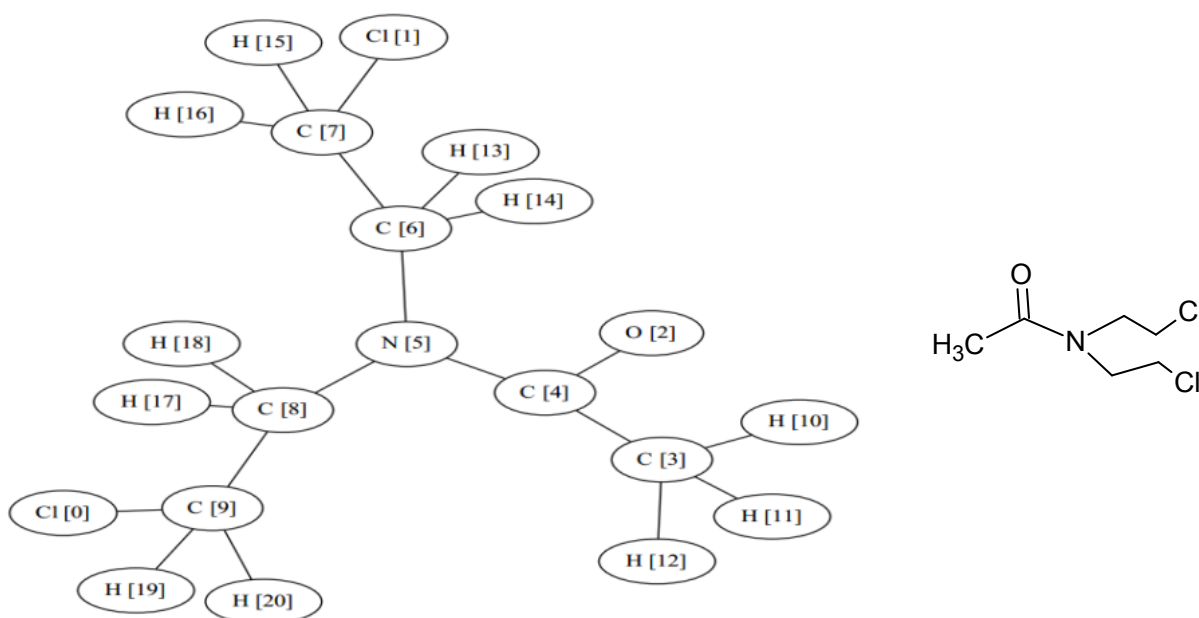 H [15]
Cl [1]
H [16]
C [7]
H [13]
H [14]
C [6]
H [18]
N [5]
O [2]
H [17]
C [8]
C [4]
H [10]
C [3]
Cl [0]
C [9]
H [11]
H [12]
H [19]
H [20]
O
C
H3C
N
Cl